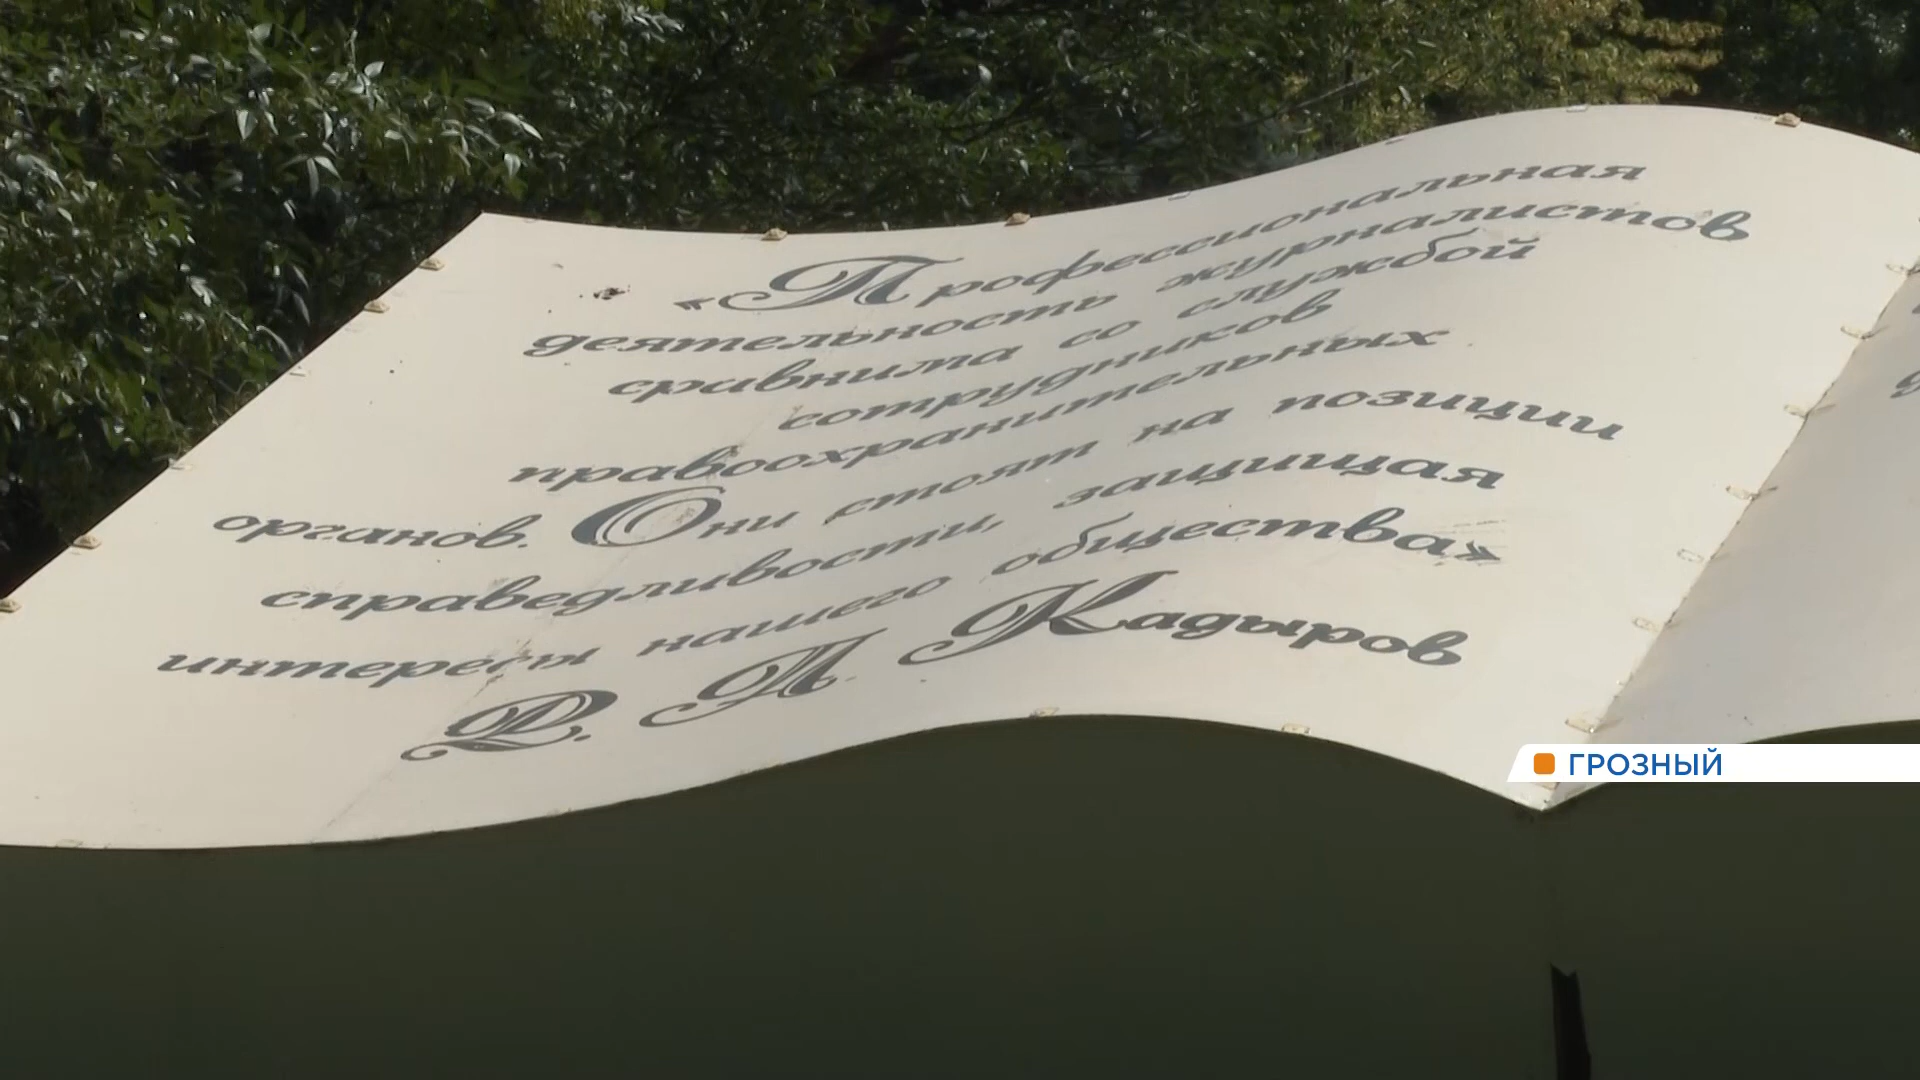 «Профессиональная
деятельность журналистов
сравнима со службой
сотрудников
правоохранительных
органов. Они стоят на позиции
справедливости, защищая
интересы нашего общества»
Р. А. Кадыров
ГРОЗНЫЙ